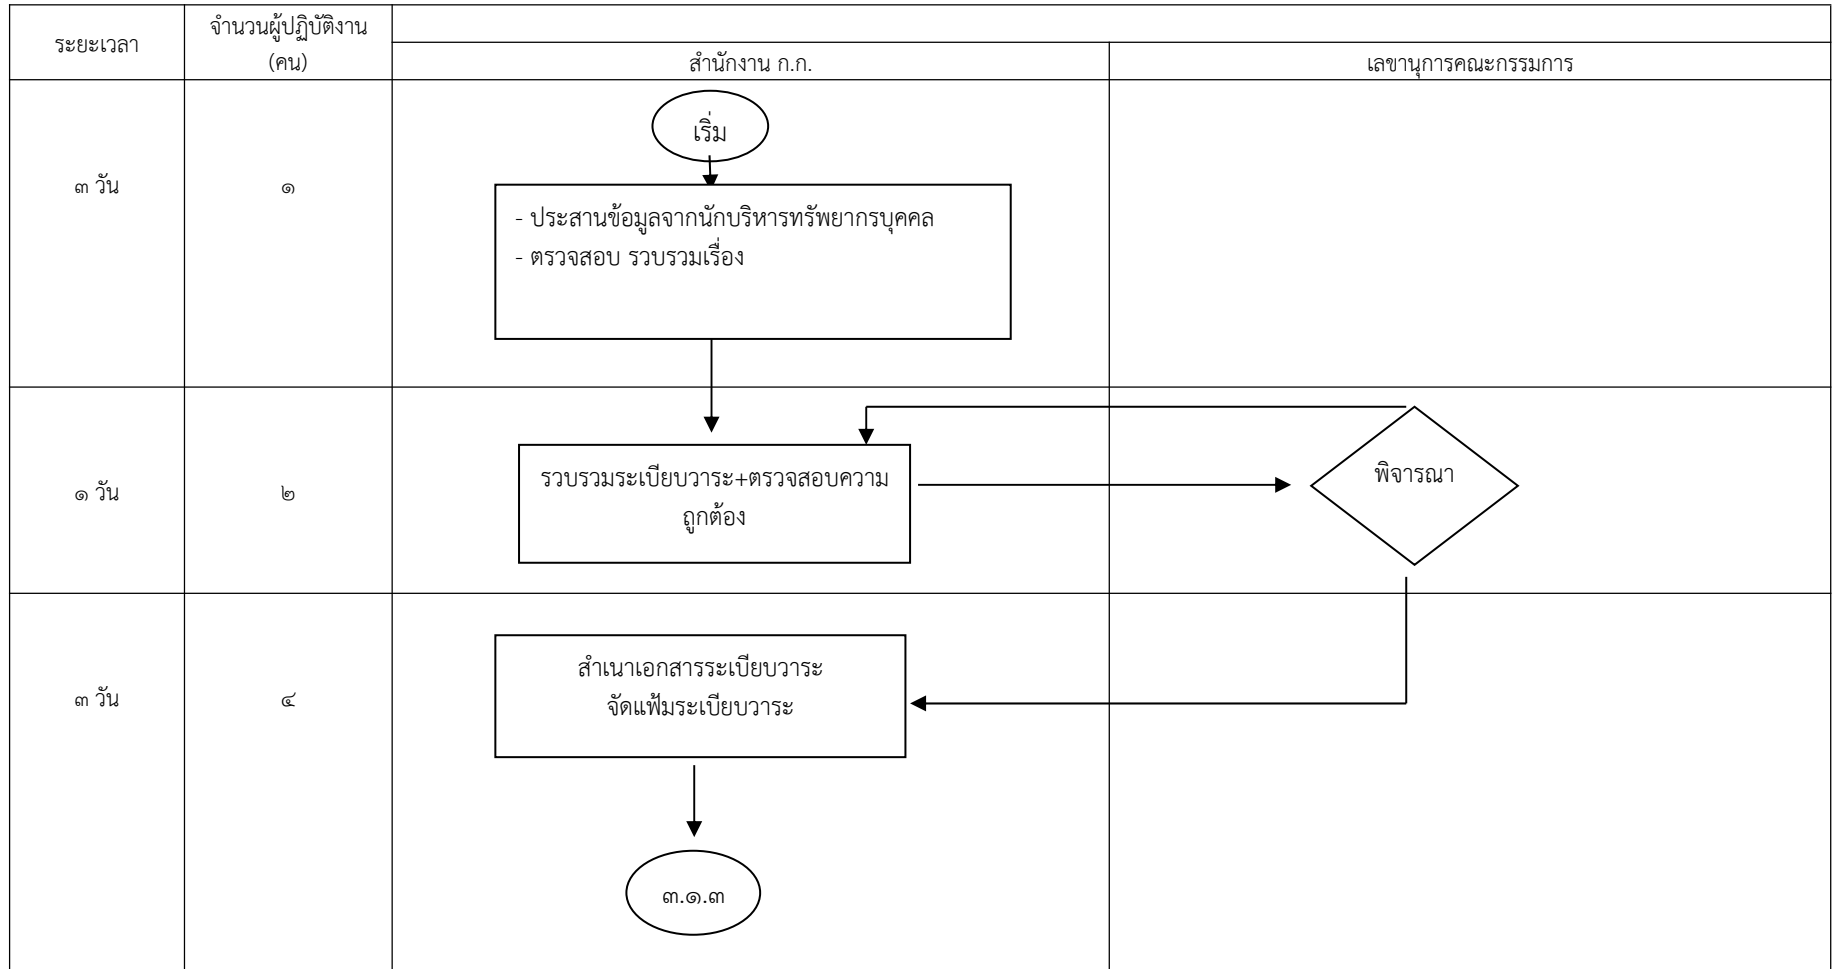 ระยะเวลา
จำนวนผู้ปฏิบัติงาน
(คน)
สำนักงาน ก.ก.
เลขานุการคณะกรรมการ
เริ่ม
๓ วัน
๑
- ประสานข้อมูลจากนักบริหารทรัพยากรบุคคล
- ตรวจสอบ รวบรวมเรื่อง
๑ วัน
๒
รวบรวมระเบียบวาระ+ตรวจสอบความ
ถูกต้อง
พิจารณา
๓ วัน
๔
สำเนาเอกสารระเบียบวาระ
จัดแฟ้มระเบียบวาระ
๓.๑.๓